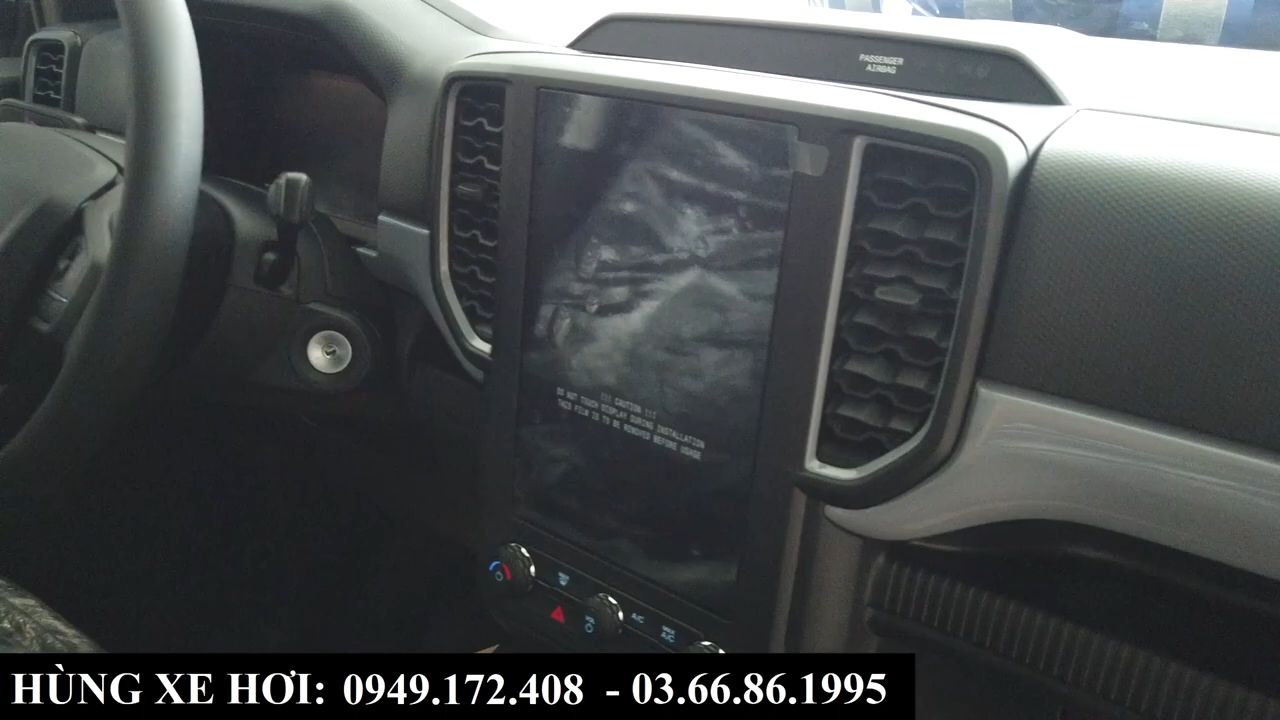 PASSENGER
AIRBAG
!!! CAUTION !!!
DO NOT TOUCH DISPLAY DURING INSTALLATION
THIS FILM IS TO BE REMOVED BEFORE USAGE
A/C
MAX
A/C
HÙNG XE HƠI: 0949.172.408 - 03.66.86.1995